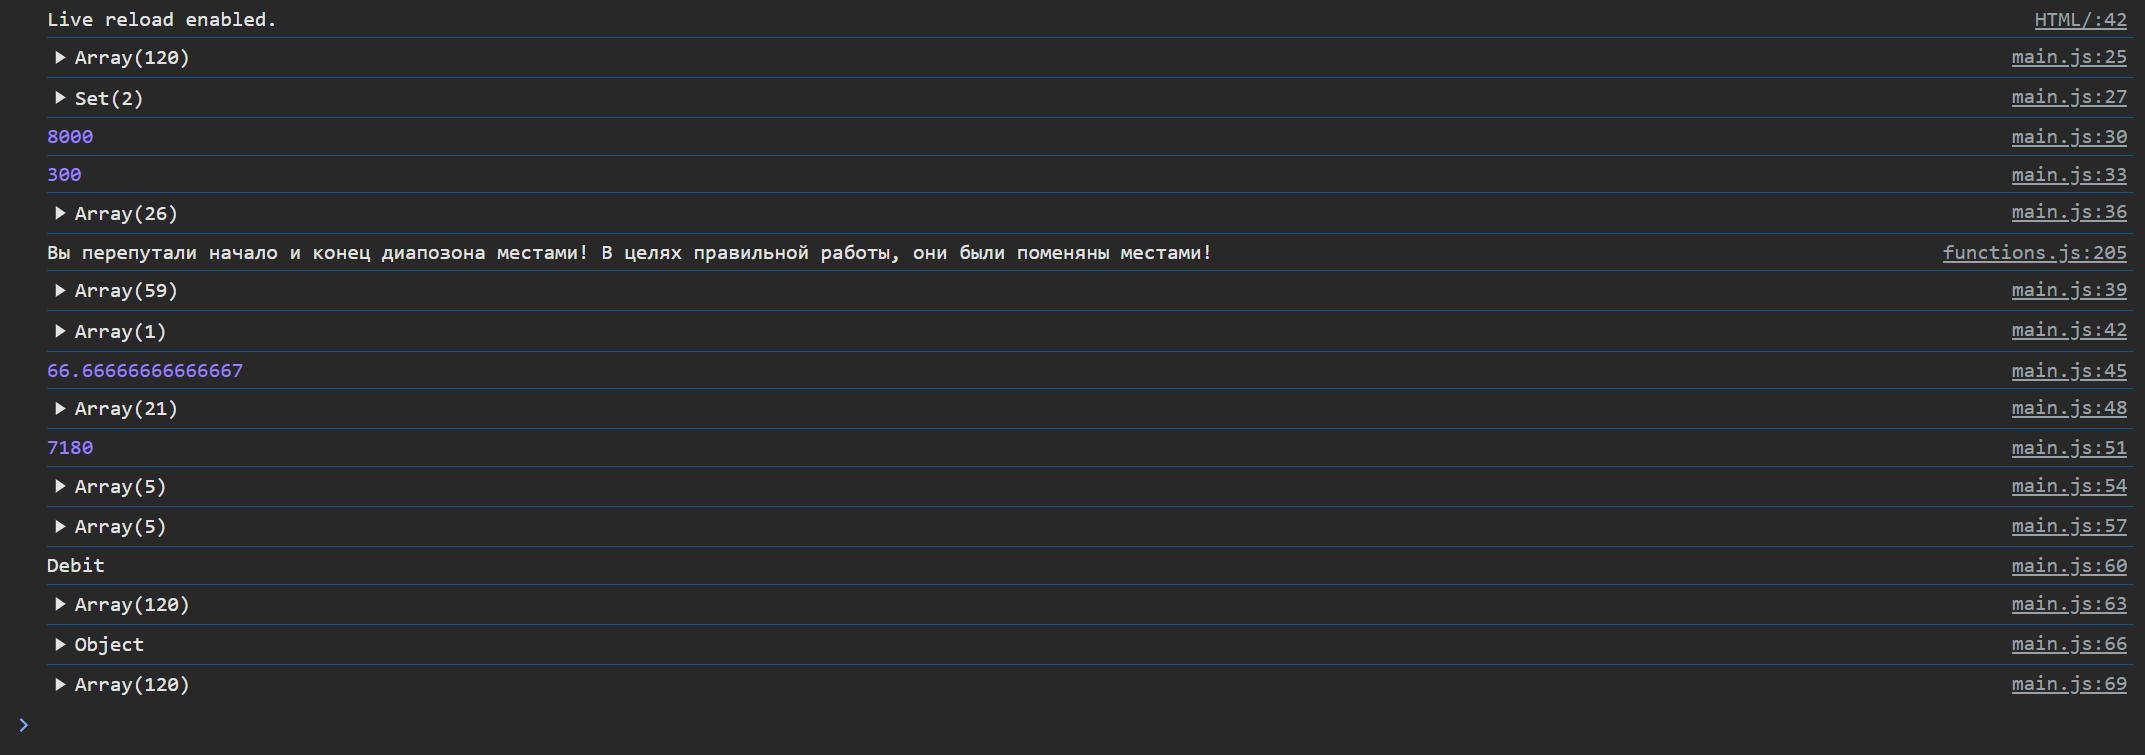 Live reload enabled. HTML/:42
▶ Array(120) main.js:25
▶ Set(2) main.js:27
8000 main.js:30
300 main.js:33
▶ Array(26) main.js:36
Вы перепутали начало и конец диапозона местами! В целях правильной работы, они были поменяны местами! functions.js:205
▶ Array(59) main.js:39
▶ Array(1) main.js:42
66.66666666666667 main.js:45
▶ Array(21) main.js:48
7180 main.js:51
▶ Array(5) main.js:54
▶ Array(5) main.js:57
Debit main.js:60
▶ Array(120) main.js:63
▶ Object main.js:66
▶ Array(120) main.js:69